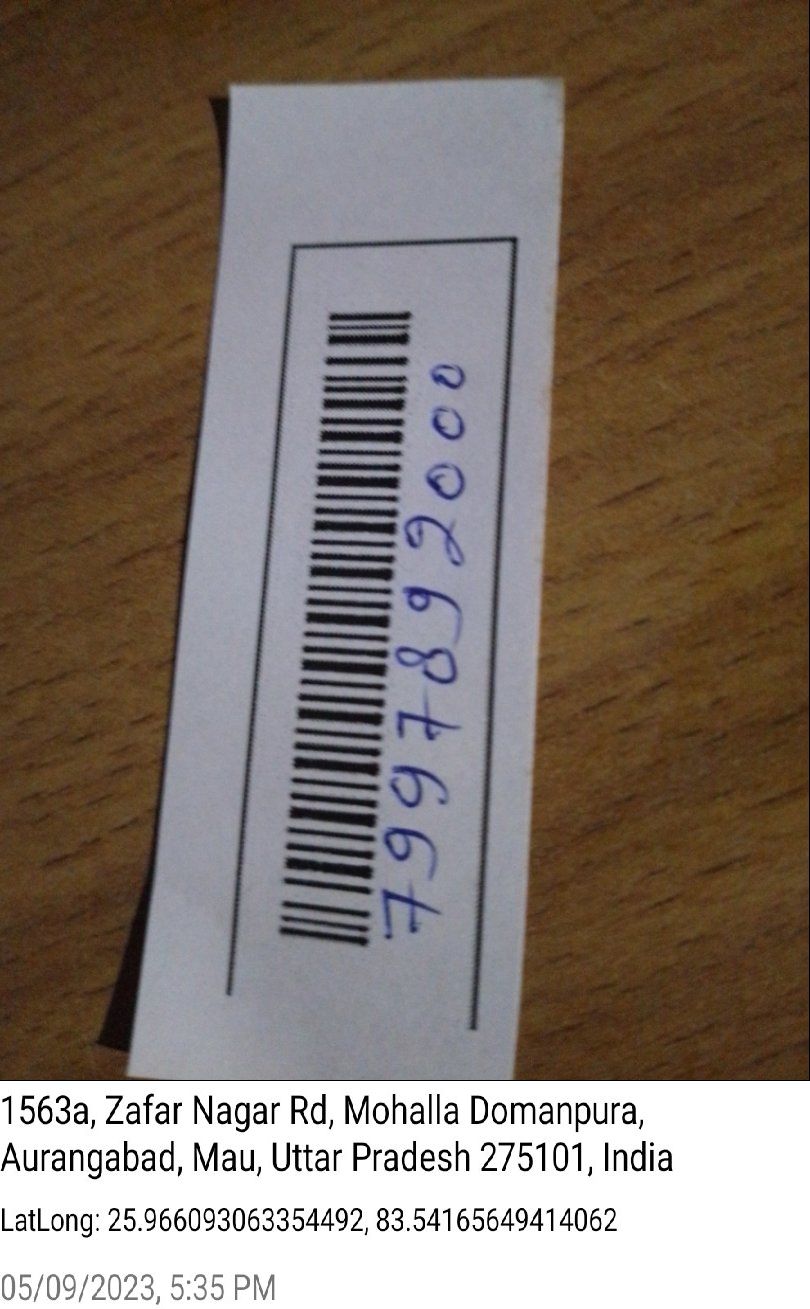 7997892000
1563a, Zafar Nagar Rd, Mohalla Domanpura,
Aurangabad, Mau, Uttar Pradesh 275101, India
LatLong: 25.966093063354492, 83.54165649414062
05/09/2023, 5:35 PM